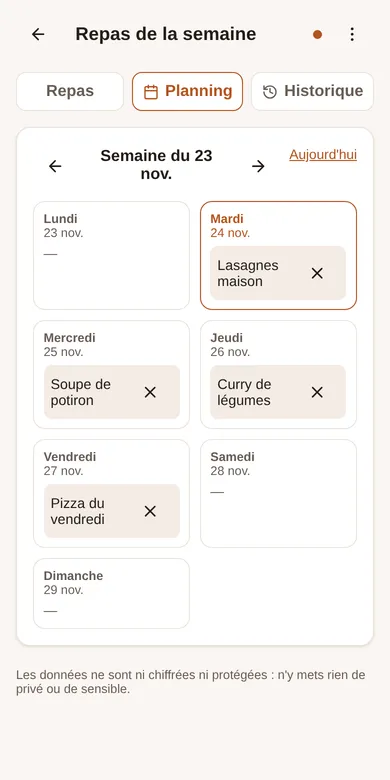 Repas de la semaine
Repas
Planning
Historique
Semaine du 23
nov.
Aujourd'hui
Lundi
23 nov.
—
Mardi
24 nov.
Lasagnes
maison
Mercredi
25 nov.
Soupe de
potiron
Jeudi
26 nov.
Curry de
légumes
Vendredi
27 nov.
Pizza du
vendredi
Samedi
28 nov.
—
Dimanche
29 nov.
—
Les données ne sont ni chiffrées ni protégées : n'y mets rien de
privé ou de sensible.